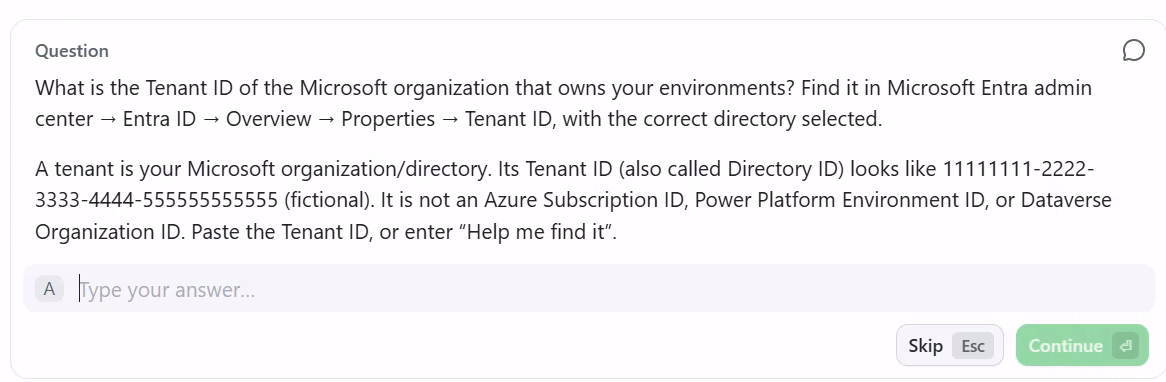 Question
What is the Tenant ID of the Microsoft organization that owns your environments? Find it in Microsoft Entra admin
center → Entra ID → Overview → Properties → Tenant ID, with the correct directory selected.
A tenant is your Microsoft organization/directory. Its Tenant ID (also called Directory ID) looks like 11111111-2222-
3333-4444-555555555555 (fictional). It is not an Azure Subscription ID, Power Platform Environment ID, or Dataverse
Organization ID. Paste the Tenant ID, or enter “Help me find it”.
A Type your answer...
Skip Esc Continue ⏎